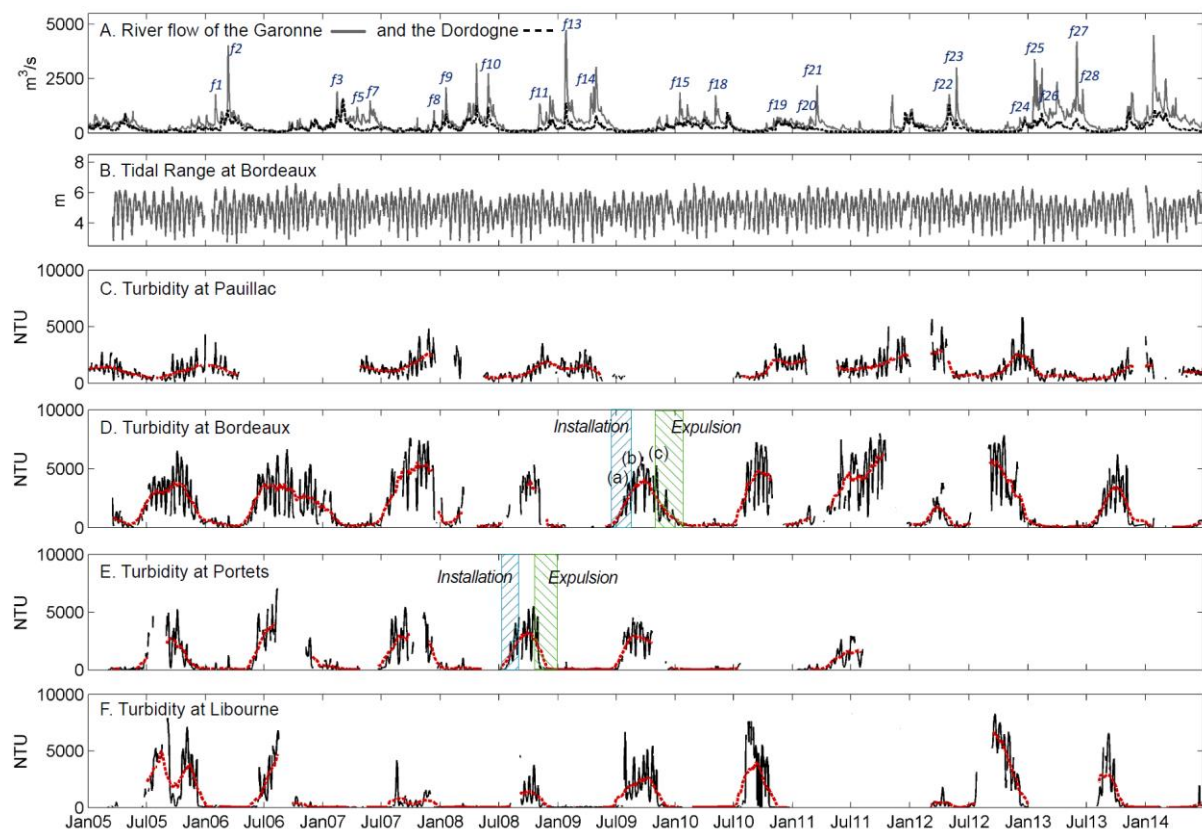 A. River flow of the Garonne and the Dordogne
m³/s
5000
2500
0
f1
f2
f3
f5
f7
f8
f9
f10
f11
f13
f14
f15
f18
f19
f20
f21
f22
f23
f24
f25
f26
f27
f28
B. Tidal Range at Bordeaux
m
8
6
4
C. Turbidity at Pauillac
NTU
10000
5000
0
D. Turbidity at Bordeaux
NTU
10000
5000
0
Installation
Expulsion
(a)
(b)
(c)
E. Turbidity at Portets
NTU
10000
5000
0
Installation
Expulsion
F. Turbidity at Libourne
NTU
10000
5000
0
Jan05 Jul05 Jan06 Jul06 Jan07 Jul07 Jan08 Jul08 Jan09 Jul09 Jan10 Jul10 Jan11 Jul11 Jan12 Jul12 Jan13 Jul13 Jan14